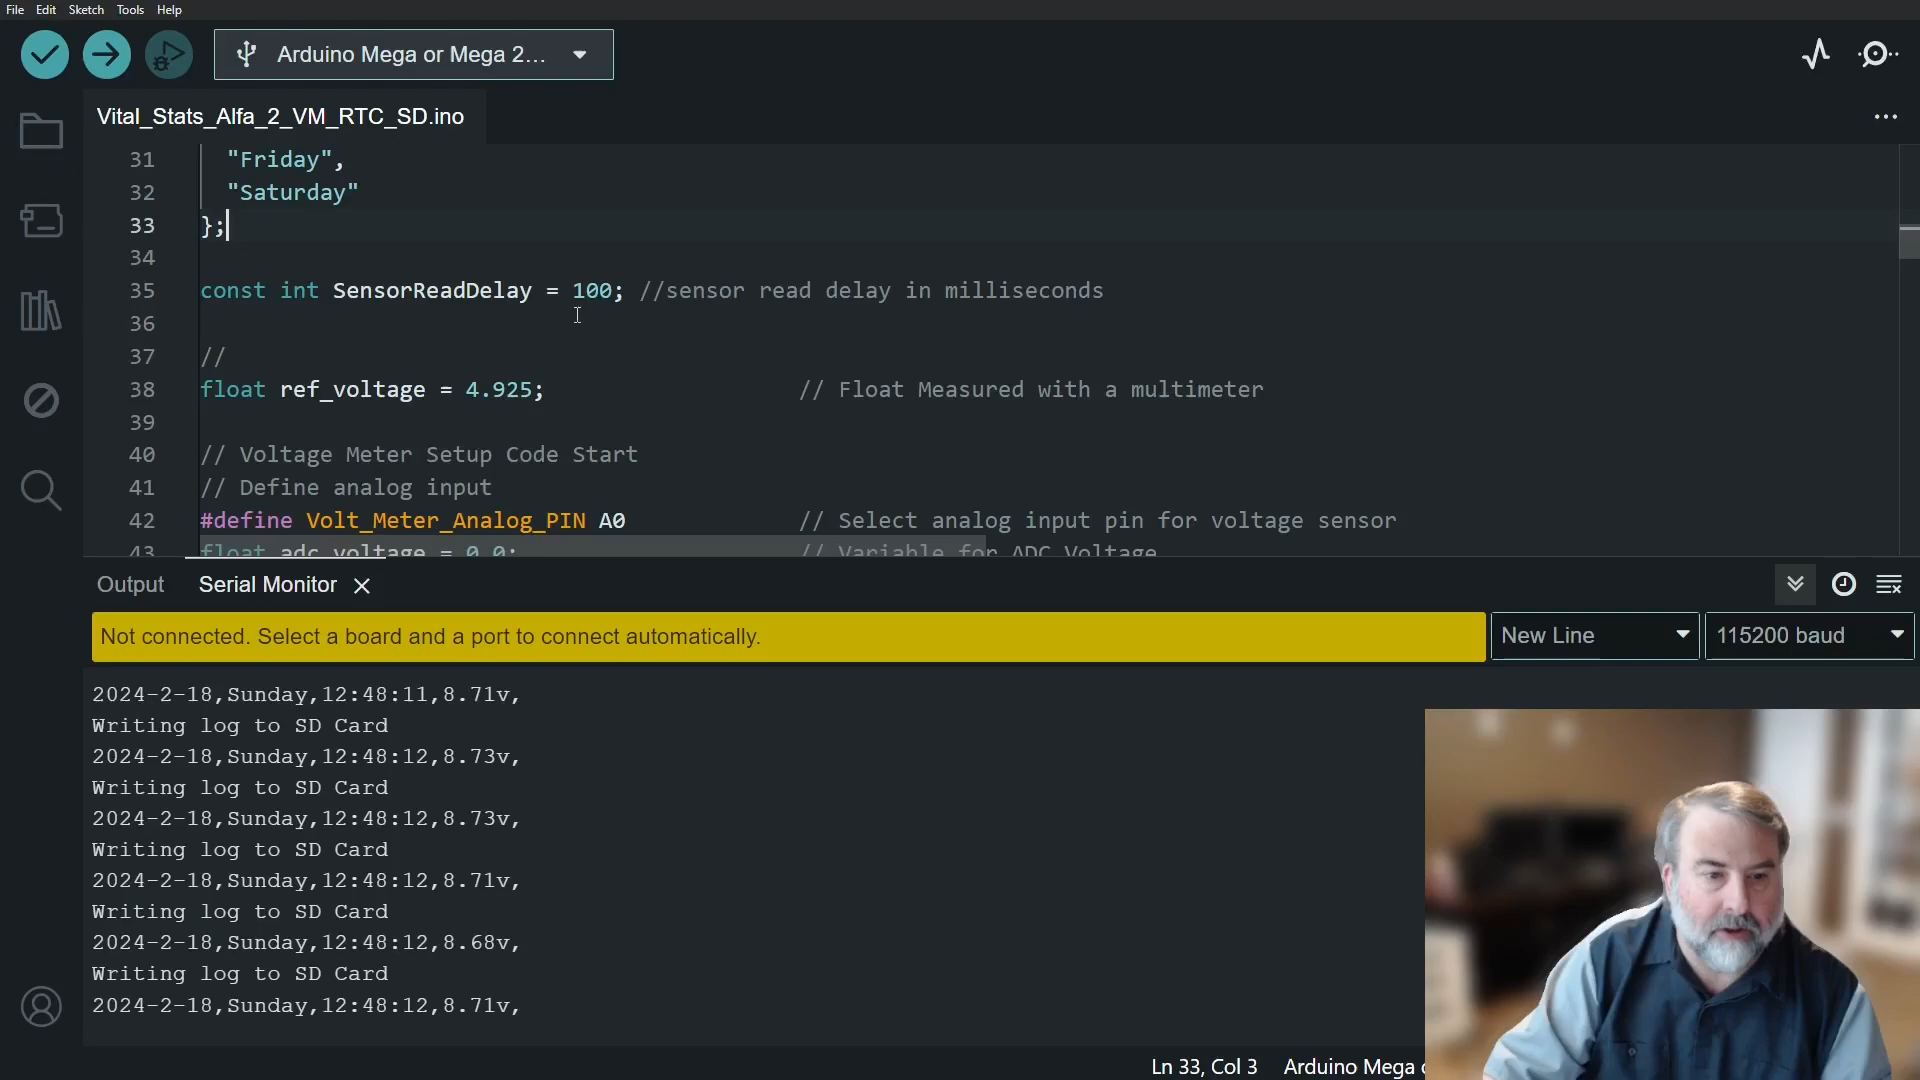 File Edit Sketch Tools Help
Arduino Mega or Mega 2...
Vital_Stats_Alfa_2_VM_RTC_SD.ino
31 "Friday",
32 "Saturday"
33 };
34
35 const int SensorReadDelay = 100; //sensor read delay in milliseconds
36
37 //
38 float ref_voltage = 4.925; // Float Measured with a multimeter
39
40 // Voltage Meter Setup Code Start
41 // Define analog input
42 #define Volt_Meter_Analog_PIN A0 // Select analog input pin for voltage sensor
43 float adc_voltage = 0.0; // Variable for ADC Voltage
Output Serial Monitor
Not connected. Select a board and a port to connect automatically.
New Line 115200 baud
2024-2-18,Sunday,12:48:11,8.71v,
Writing log to SD Card
2024-2-18,Sunday,12:48:12,8.73v,
Writing log to SD Card
2024-2-18,Sunday,12:48:12,8.73v,
Writing log to SD Card
2024-2-18,Sunday,12:48:12,8.71v,
Writing log to SD Card
2024-2-18,Sunday,12:48:12,8.68v,
Writing log to SD Card
2024-2-18,Sunday,12:48:12,8.71v,
Ln 33, Col 3 Arduino Mega